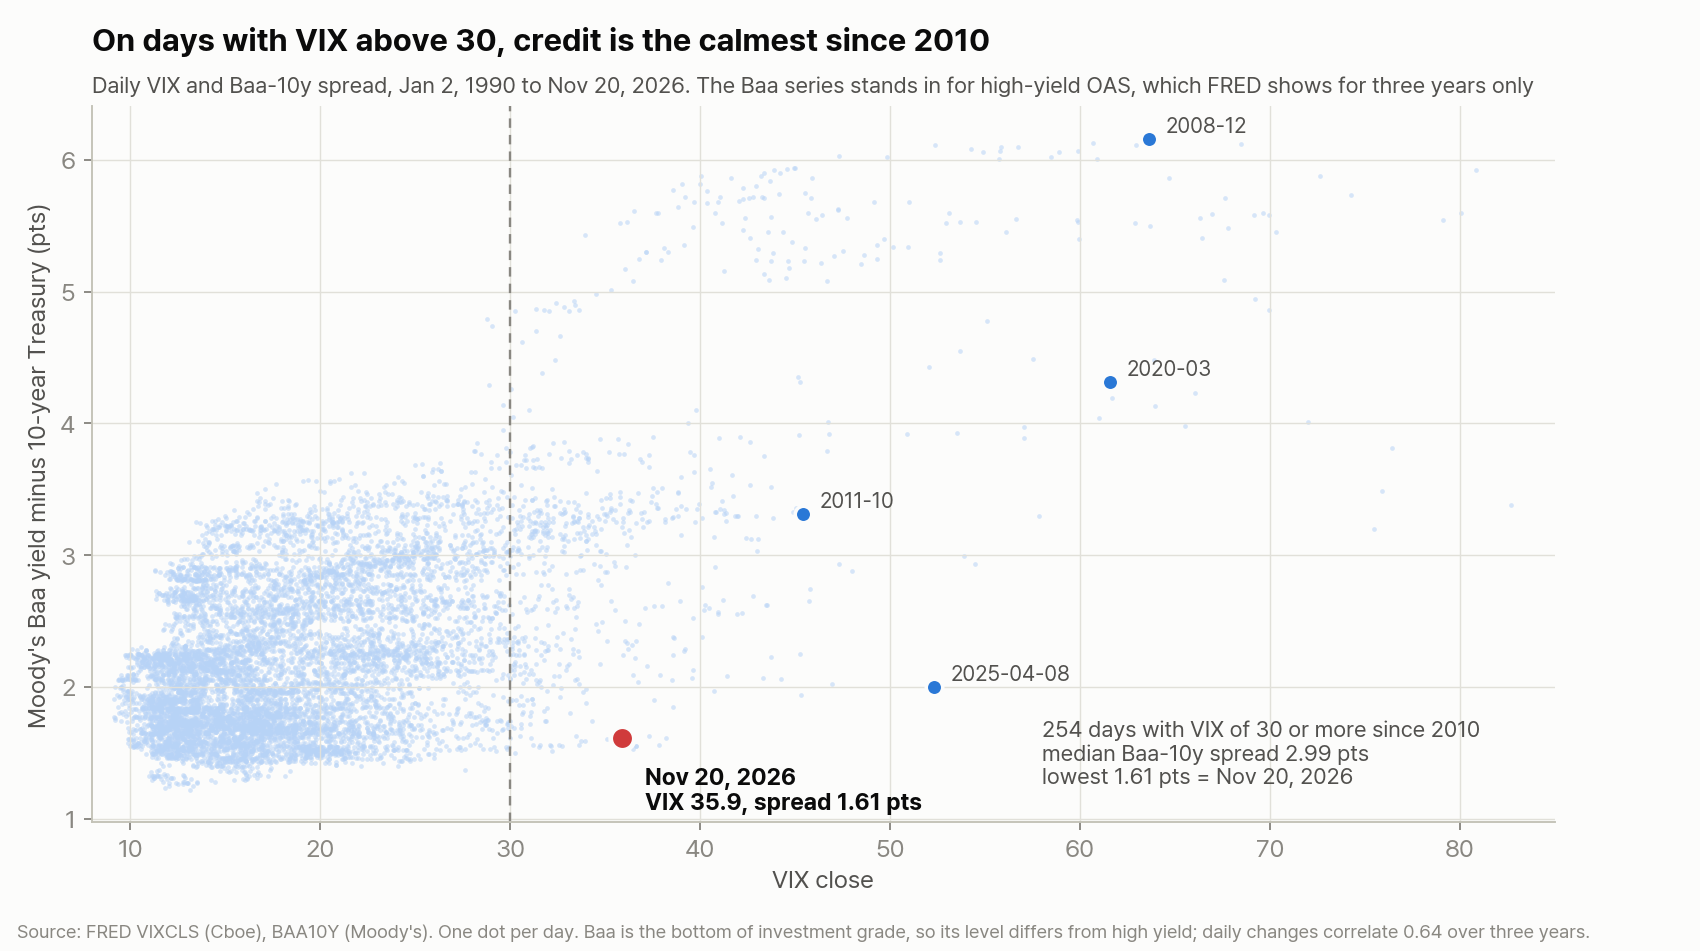 On days with VIX above 30, credit is the calmest since 2010
Daily VIX and Baa-10y spread, Jan 2, 1990 to Nov 20, 2026. The Baa series stands in for high-yield OAS, which FRED shows for three years only
Moody's Baa yield minus 10-year Treasury (pts)
6
5
4
3
2
1
2008-12
2020-03
2011-10
2025-04-08
254 days with VIX of 30 or more since 2010
median Baa-10y spread 2.99 pts
lowest 1.61 pts = Nov 20, 2026
Nov 20, 2026
VIX 35.9, spread 1.61 pts
10
20
30
40
50
60
70
80
VIX close
Source: FRED VIXCLS (Cboe), BAA10Y (Moody's). One dot per day. Baa is the bottom of investment grade, so its level differs from high yield; daily changes correlate 0.64 over three years.